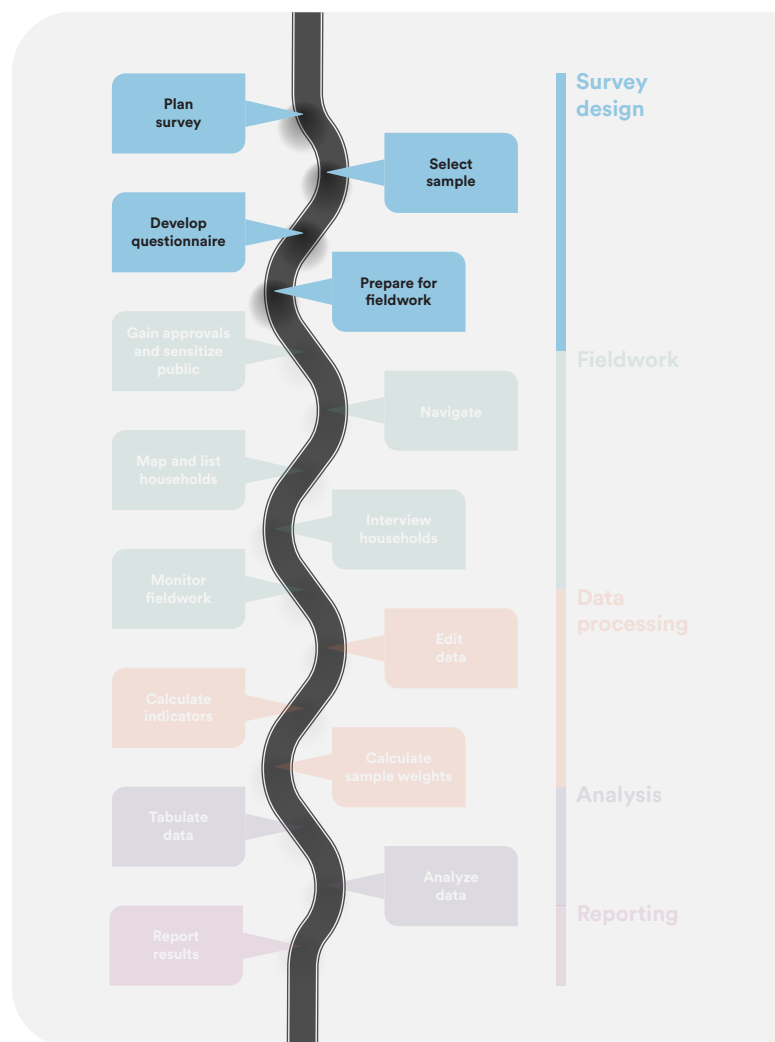 Plan
survey
Survey
design
Select
sample
Develop
questionnaire
Prepare for
fieldwork
Gain approvals
and sensitize
public
Fieldwork
Navigate
Map and list
households
Interview
households
Monitor
fieldwork
Data
processing
Edit
data
Calculate
indicators
Calculate
sample weights
Tabulate
data
Analysis
Analyze
data
Report
results
Reporting